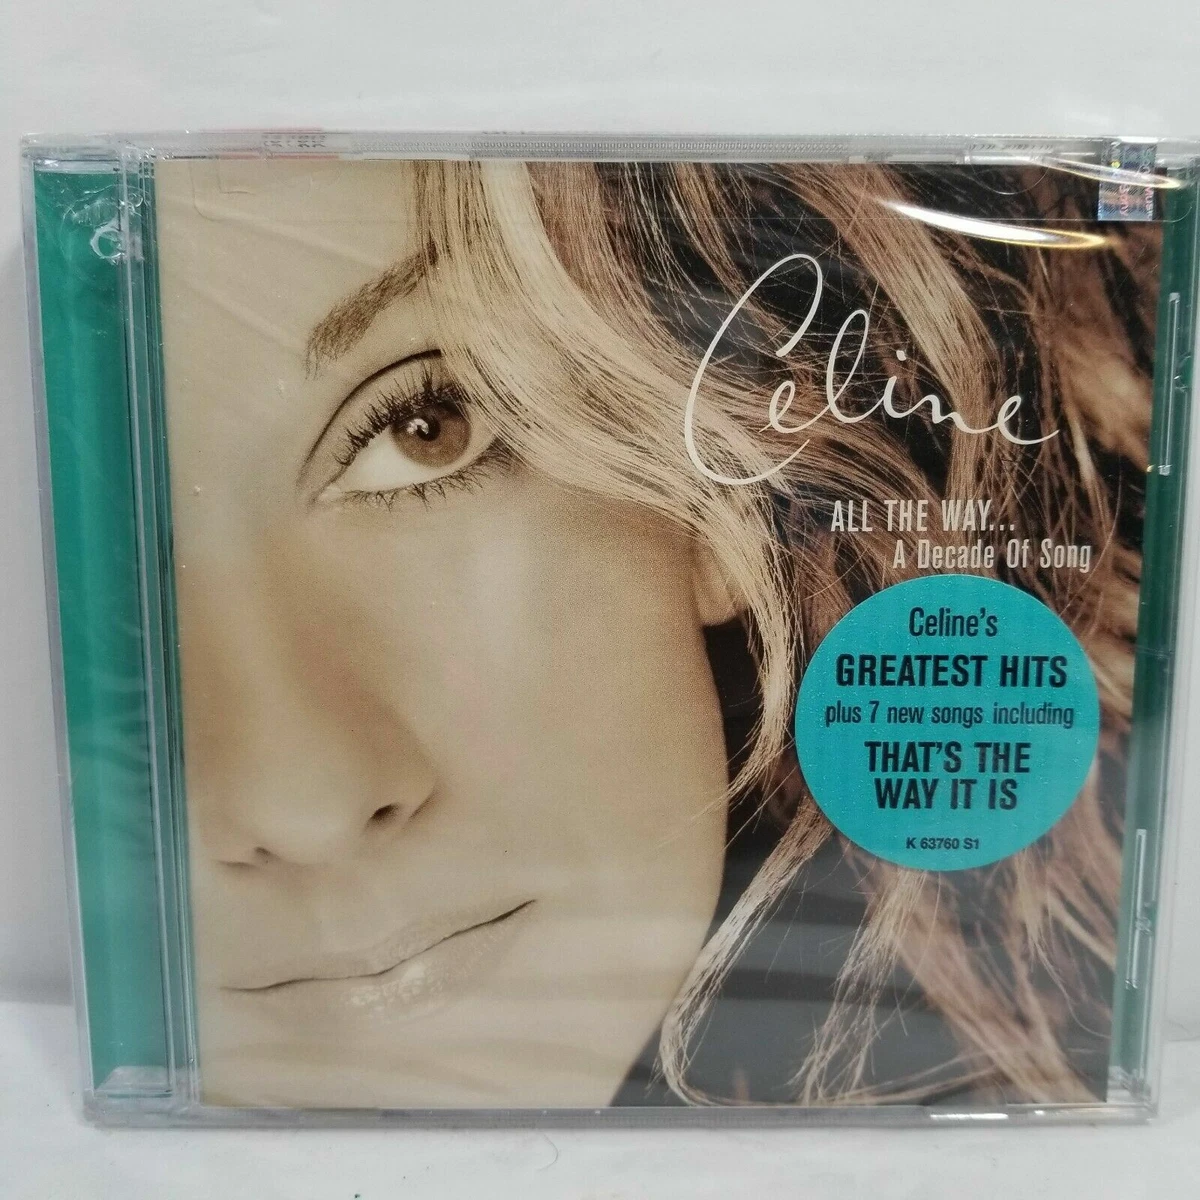 Celine
ALL THE WAY...
A Decade Of Song
Celine's
GREATEST HITS
plus 7 new songs including
THAT'S THE
WAY IT IS
K 63760 S1